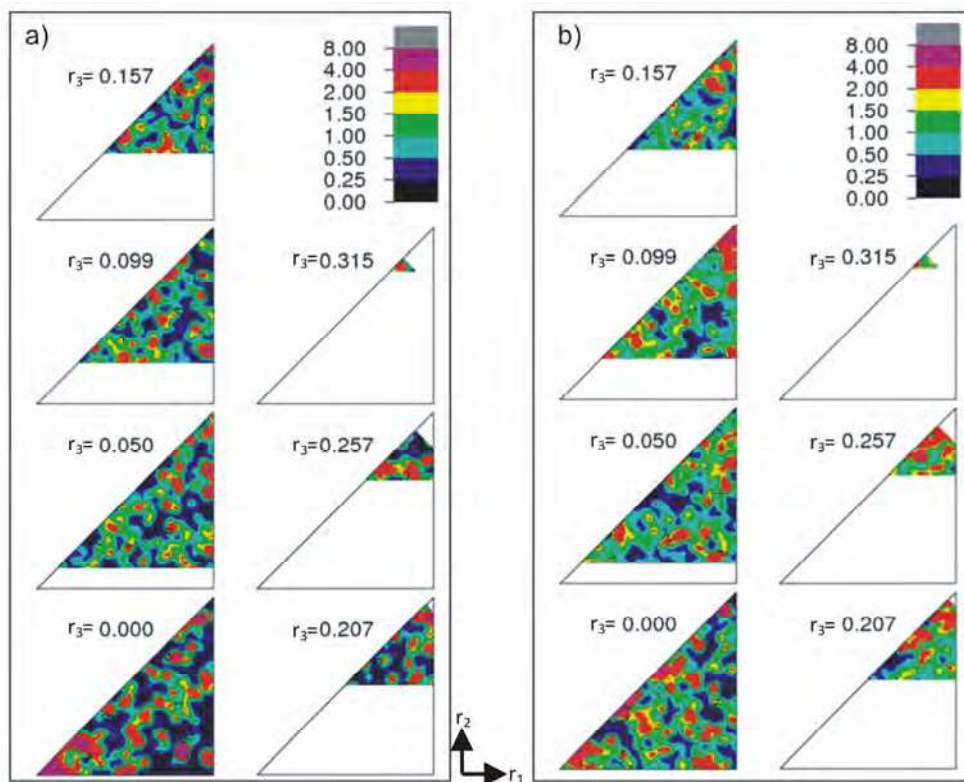 a)
r₃= 0.157
8.00
4.00
2.00
1.50
1.00
0.50
0.25
0.00
r₃= 0.099
r₃= 0.315
r₃= 0.050
r₃= 0.257
r₃= 0.000
r₃= 0.207
b)
r₃= 0.157
8.00
4.00
2.00
1.50
1.00
0.50
0.25
0.00
r₃= 0.099
r₃= 0.315
r₃= 0.050
r₃= 0.257
r₃= 0.000
r₃= 0.207
r₂
r₁